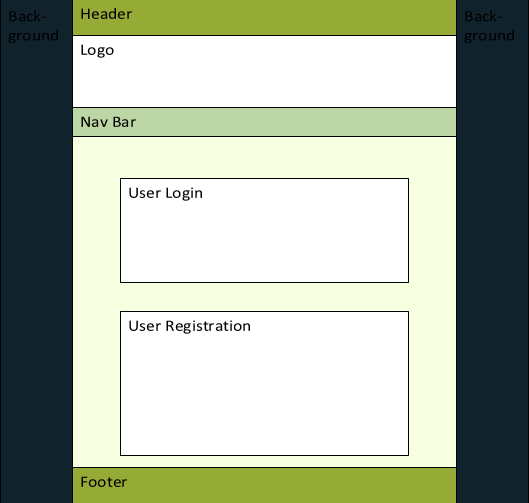 Back-
ground
Header
Back-
ground
Logo
Nav Bar
User Login
User Registration
Footer